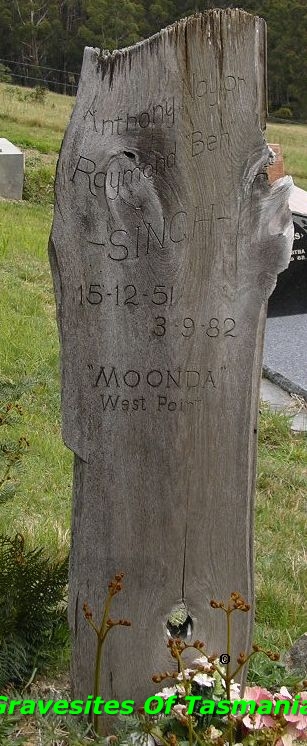 Anthony Naylor
Raymond "Ben"
-SINGH-
15-12-51
3-9-82
"MOONDA"
West Point
Gravesites Of Tasmania